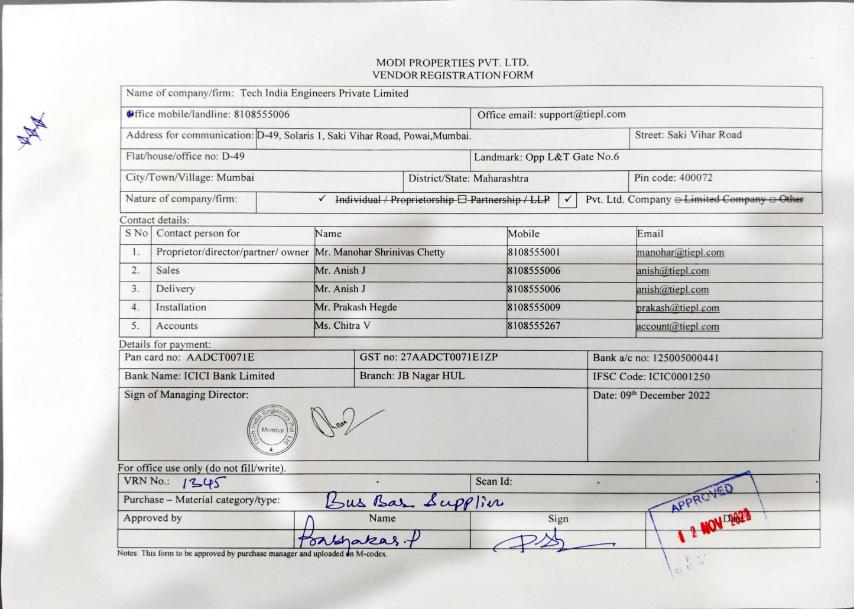 MODI PROPERTIES PVT. LTD.
VENDOR REGISTRATION FORM
Name of company/firm: Tech India Engineers Private Limited
Office mobile/landline: 8108555006 Office email: support@tiepl.com
Address for communication: D-49, Solaris 1, Saki Vihar Road, Powai,Mumbai. Street: Saki Vihar Road
Flat/house/office no: D-49 Landmark: Opp L&T Gate No.6
City/Town/Village: Mumbai District/State: Maharashtra Pin code: 400072
Nature of company/firm: ✓ Individual / Proprietorship ☐ Partnership / LLP ✓ Pvt. Ltd. Company ☐ Limited Company ☐ Other
Contact details:
S No Contact person for Name Mobile Email
1. Proprietor/director/partner/ owner Mr. Manohar Shrinivas Chetty 8108555001 manohar@tiepl.com
2. Sales Mr. Anish J 8108555006 anish@tiepl.com
3. Delivery Mr. Anish J 8108555006 anish@tiepl.com
4. Installation Mr. Prakash Hegde 8108555009 prakash@tiepl.com
5. Accounts Ms. Chitra V 8108555267 account@tiepl.com
Details for payment:
Pan card no: AADCT0071E GST no: 27AADCT0071E1ZP Bank a/c no: 125005000441
Bank Name: ICICI Bank Limited Branch: JB Nagar HUL IFSC Code: ICIC0001250
Sign of Managing Director: Date: 09th December 2022
Tech India Engineers Pvt Ltd
Mumbai
For office use only (do not fill/write).
VRN No.: 1345 Scan Id:
Purchase – Material category/type: Bus Bar Supplier
Approved by Name Sign
APPROVED
12 NOV 2023
Prabhakar.P
Notes: This form to be approved by purchase manager and uploaded on M-codex.